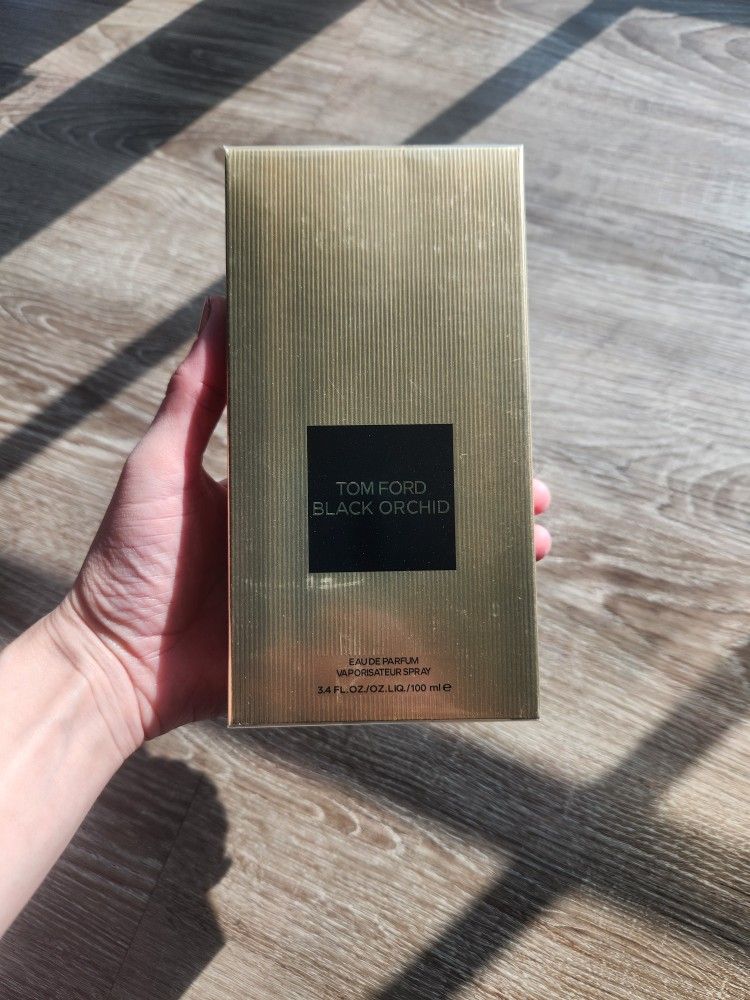 TOM FORD
BLACK ORCHID
EAU DE PARFUM
VAPORISATEUR SPRAY
3.4 FL.OZ./OZ.LIQ./100 ml ℮